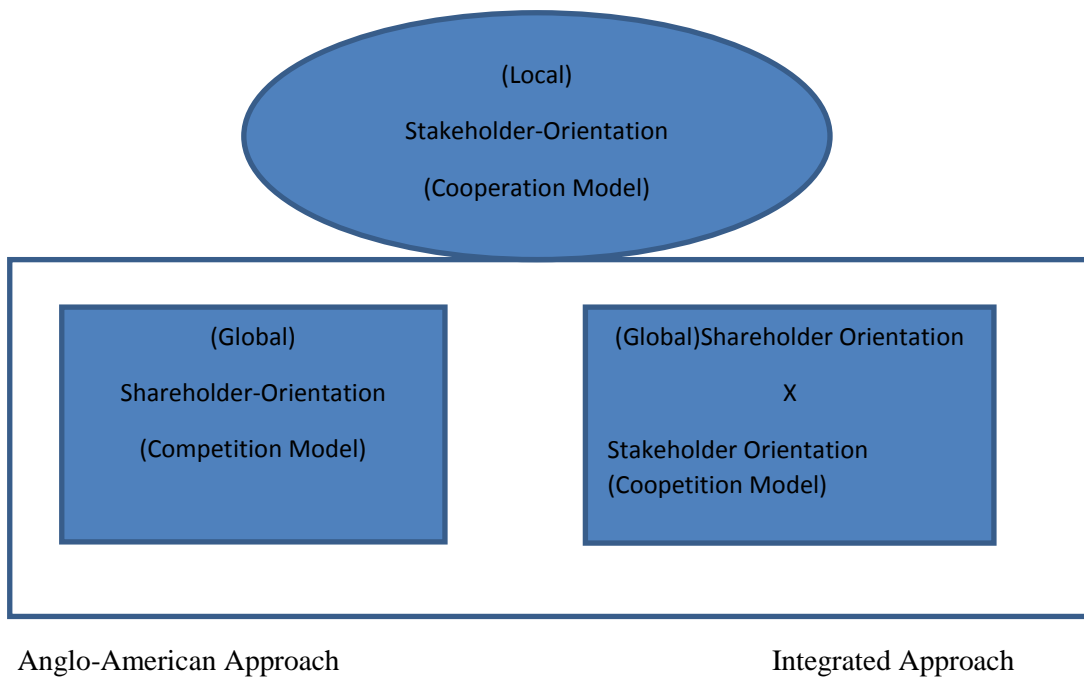 (Local)
Stakeholder-Orientation
(Cooperation Model)
(Global)
Shareholder-Orientation
(Competition Model)
(Global)Shareholder Orientation
X
Stakeholder Orientation
(Coopetition Model)
Anglo-American Approach
Integrated Approach